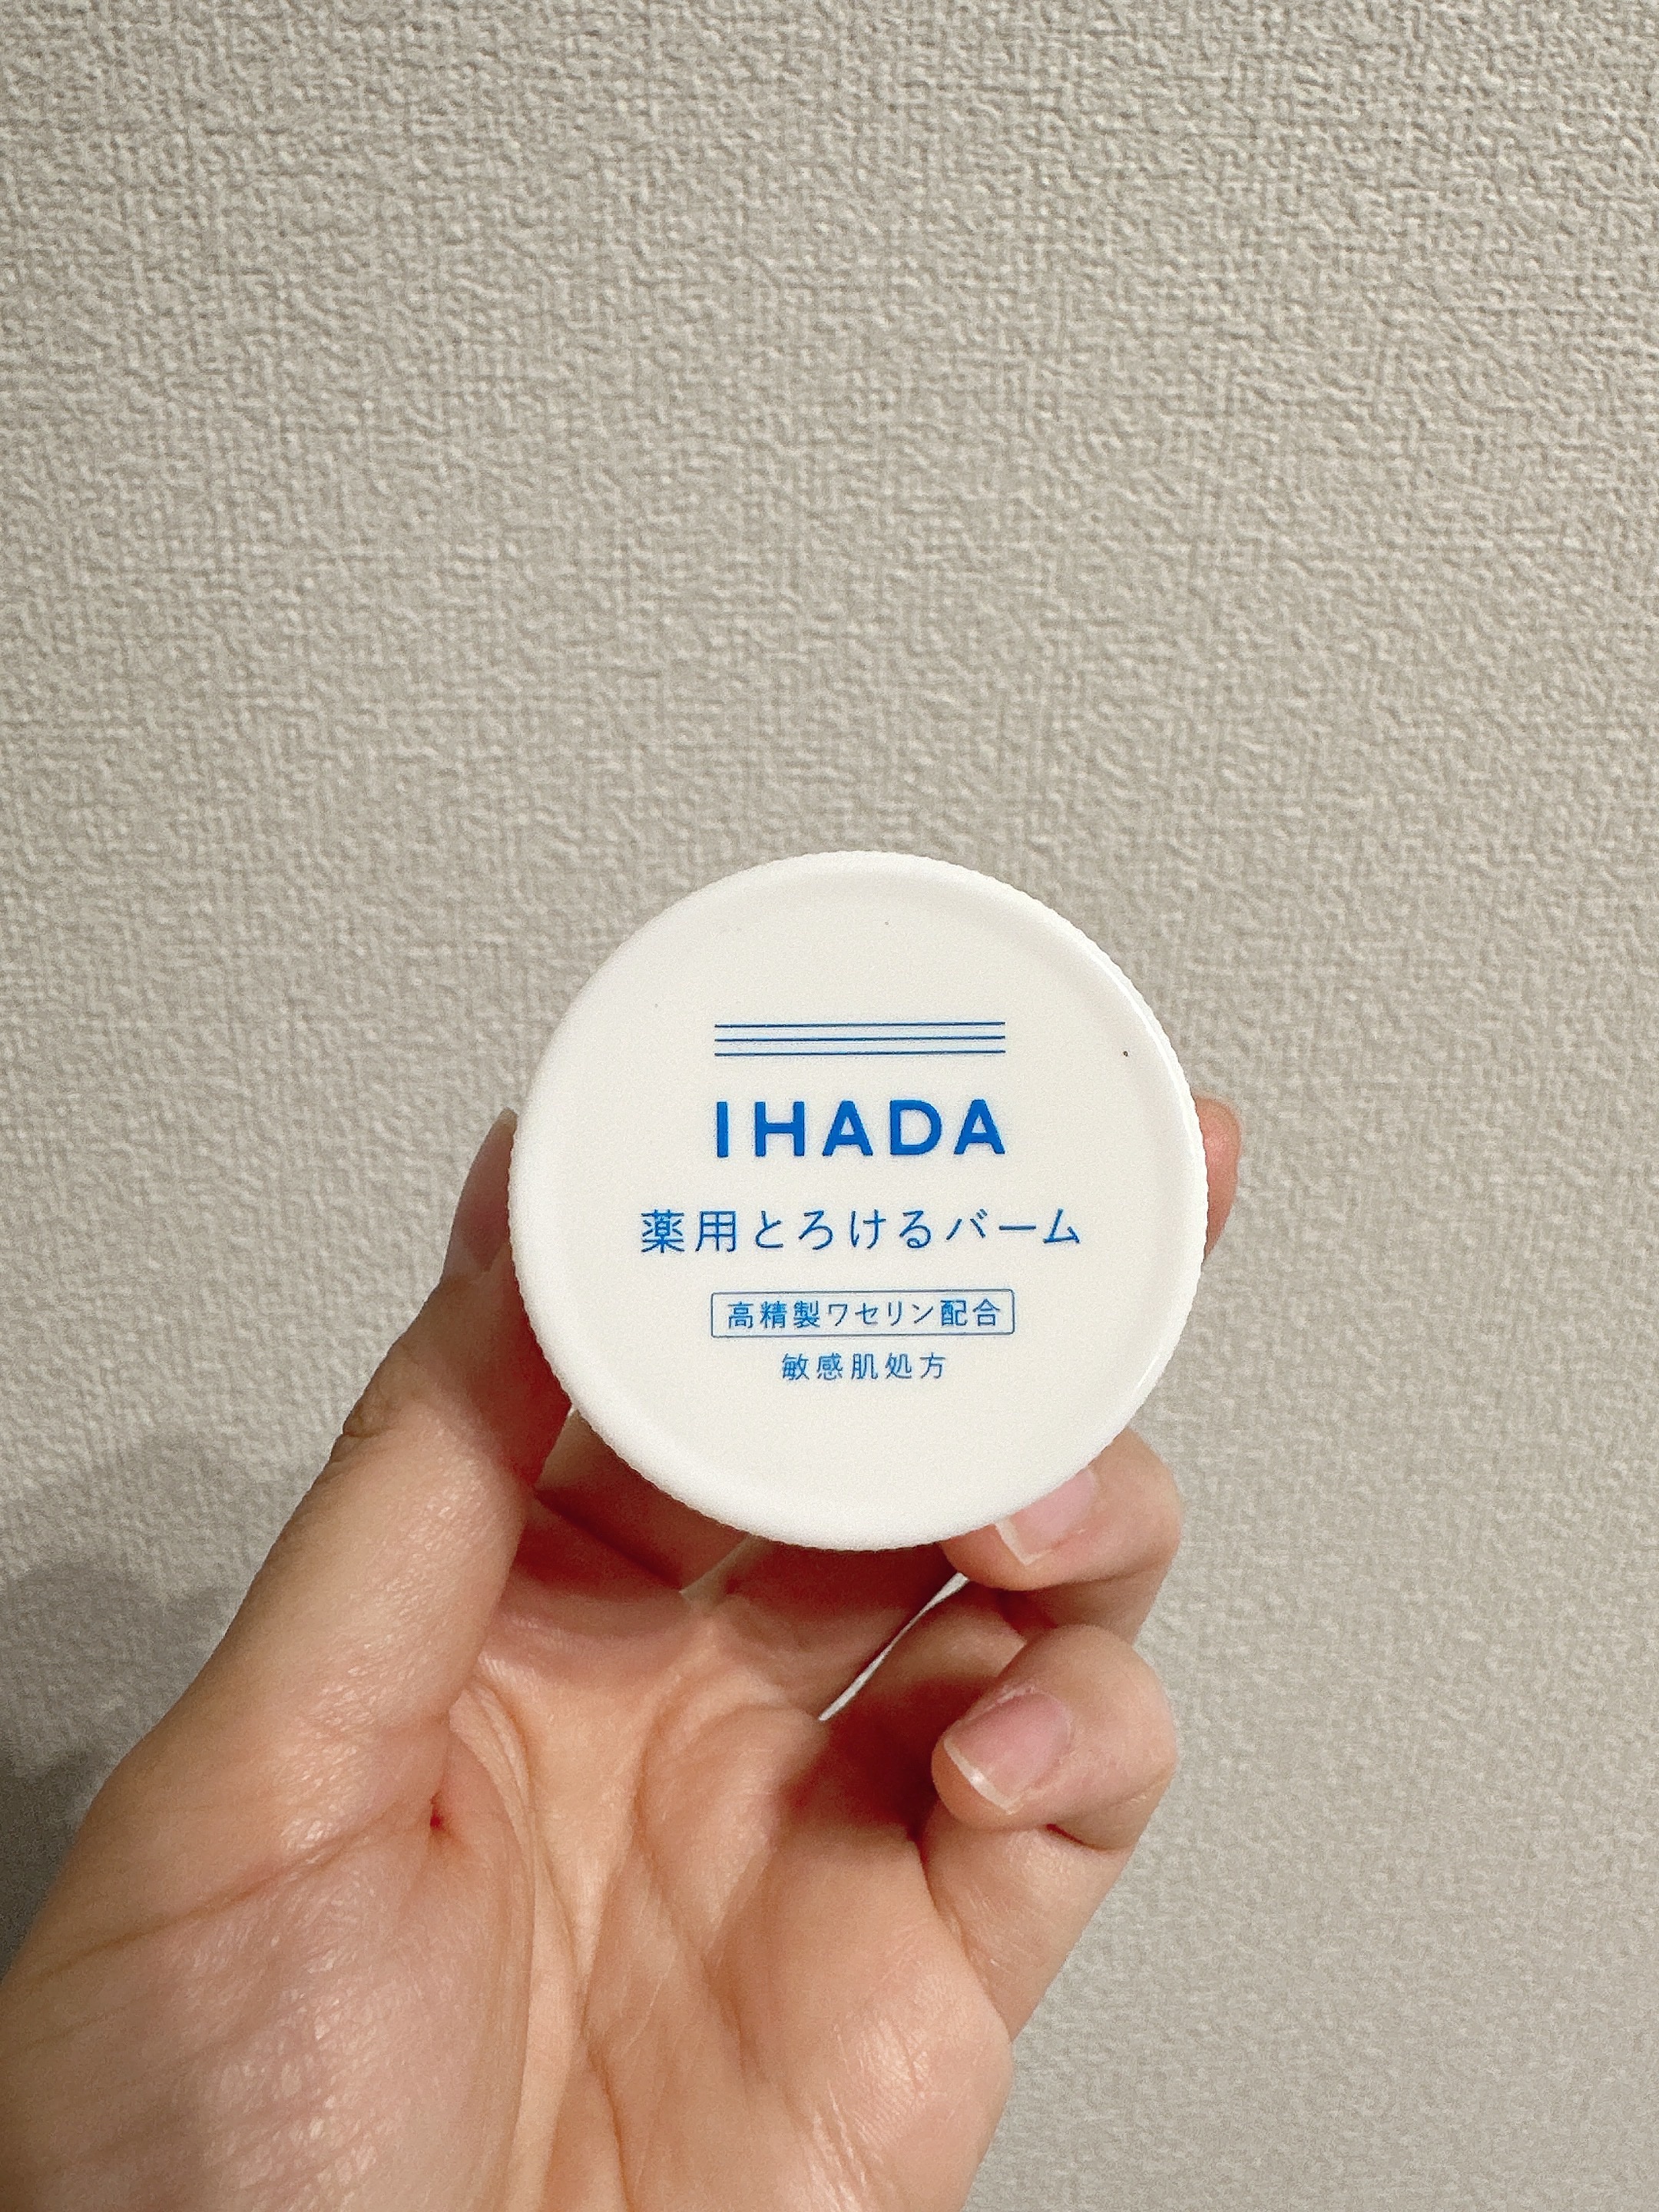 IHADA
薬用とろけるバーム
高精製ワセリン配合
敏感肌処方